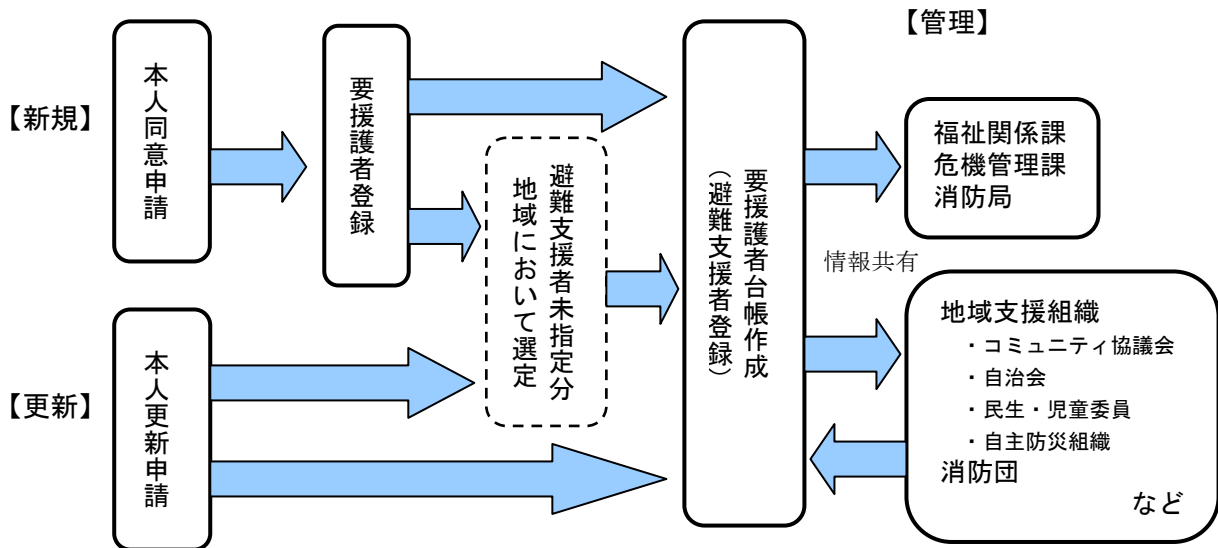 【管理】
【新規】
本人同意申請
要援護者登録
避難支援者未指定分
地域において選定
要援護者台帳作成
（避難支援者登録）
福祉関係課
危機管理課
消防局
情報共有
【更新】
本人更新申請
地域支援組織
・コミュニティ協議会
・自治会
・民生・児童委員
・自主防災組織
消防団
など